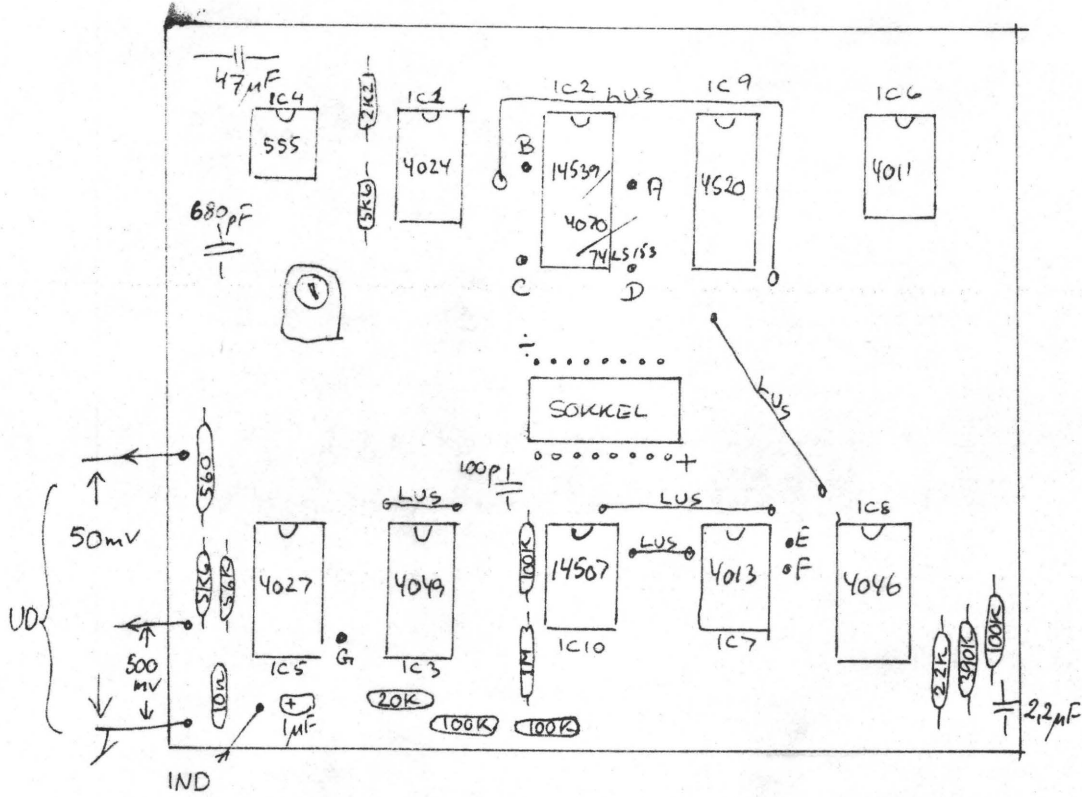 47µF
IC4
555
2K2
5K6
IC1
4024
IC2
LUS
IC9
B
14539
4070
74LS153
A
C
D
4520
IC6
4011
680pF
÷
SOKKEL
+
LUS
560
50mV
UD
500
mV
5K6
56K
4027
IC5
G
LUS
4049
IC3
100p
100K
1M
14507
IC10
LUS
LUS
4013
IC7
E
F
IC8
4046
22K
390K
100K
2,2µF
10n
+
1µF
20K
100K
100K
IND